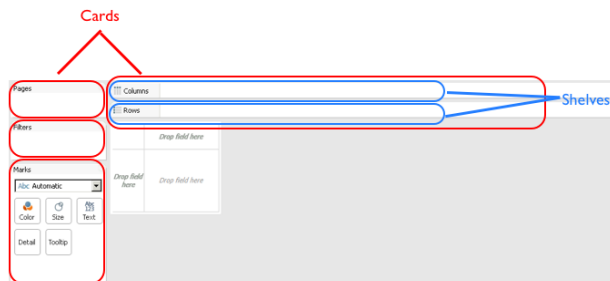 Cards
Pages
Columns
Shelves
Rows
Filters
Drop field here
Marks
Abc Automatic
Drop field
here
Drop field here
Color
Size
Text
Detail
Tooltip